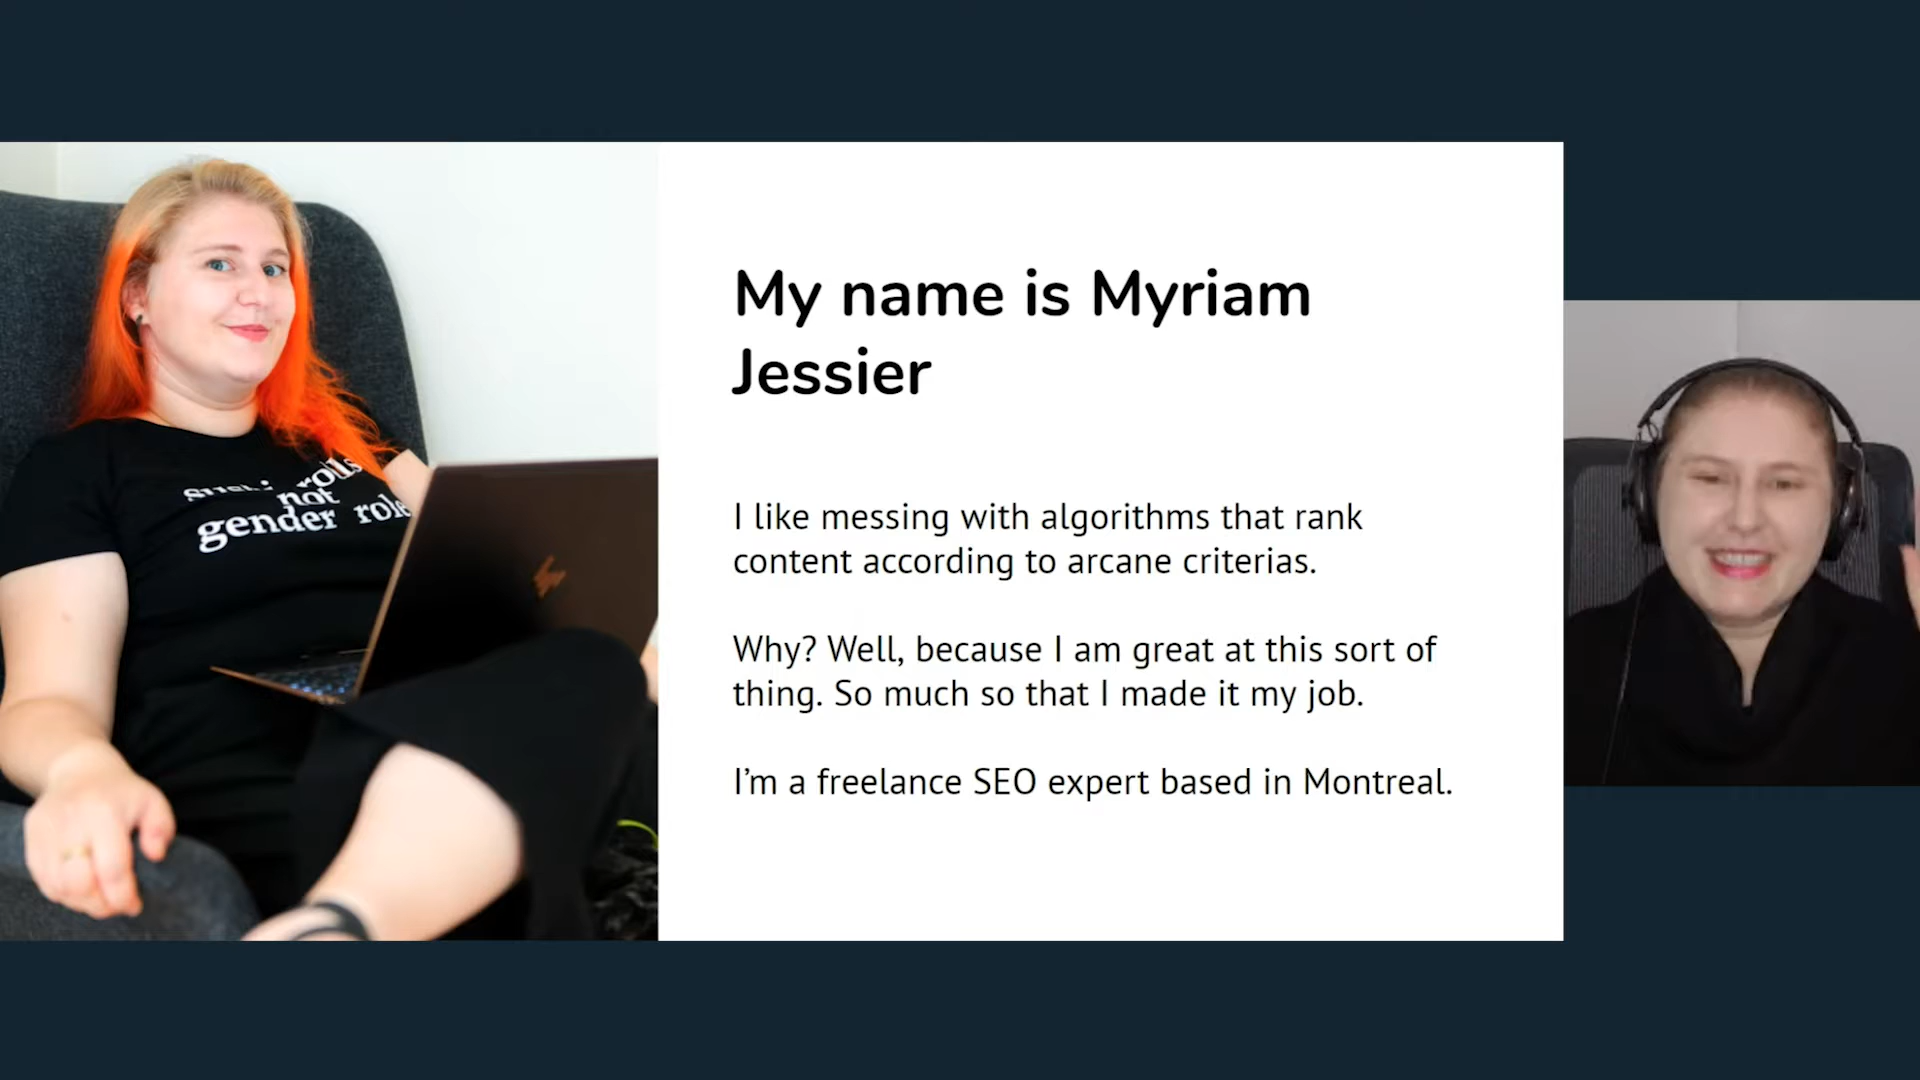 My name is Myriam
Jessier
I like messing with algorithms that rank
content according to arcane criterias.
Why? Well, because I am great at this sort of
thing. So much so that I made it my job.
I’m a freelance SEO expert based in Montreal.
rolls
not
gender role